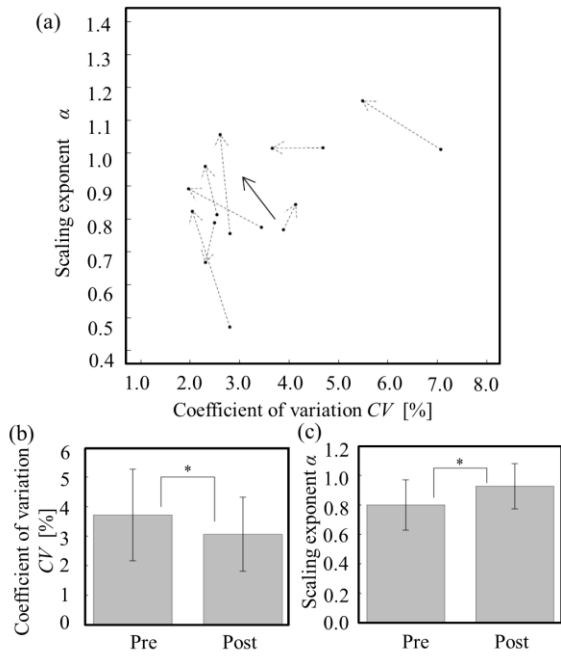 (a)
1.4
1.3
1.2
1.1
1.0
0.9
0.8
0.7
0.6
0.5
0.4
Scaling exponent α
1.0 2.0 3.0 4.0 5.0 6.0 7.0 8.0
Coefficient of variation CV [%]
(b)
6
5
4
3
2
1
0
Coefficient of variation
CV [%]
*
Pre Post
(c)
1.2
1.0
0.8
0.6
0.4
0.2
0.0
Scaling exponent α
*
Pre Post